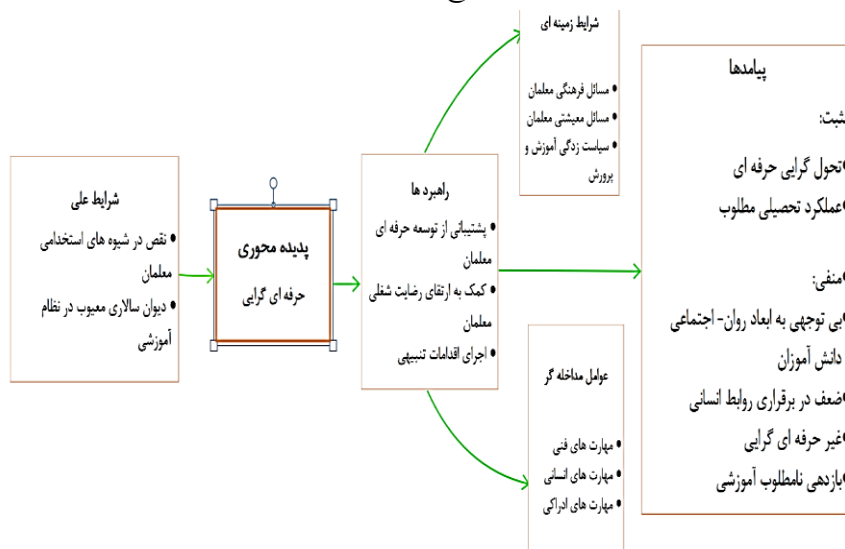 شرایط علی
• نقص در شیوه های استخدامی
معلمان
• دیوان سالاری معیوب در نظام
آموزشی
پدیده محوری
حرفه ای گرایی
راهبرد ها
• پشتیبانی از توسعه حرفه ای
معلمان
• کمک به ارتقای رضایت شغلی
معلمان
• اجرای اقدامات تنبیهی
شرایط زمینه ای
• مسائل فرهنگی معلمان
• مسائل معیشتی معلمان
• سیاست زدگی آموزش و
پرورش
عوامل مداخله گر
• مهارت های فنی
• مهارت های انسانی
• مهارت های ادراکی
پیامدها
مثبت:
•تحول گرایی حرفه ای
•عملکرد تحصیلی مطلوب
•منفی:
•بی توجهی به ابعاد روان- اجتماعی
دانش آموزان
•ضعف در برقراری روابط انسانی
•غیر حرفه ای گرایی
•بازدهی نامطلوب آموزشی